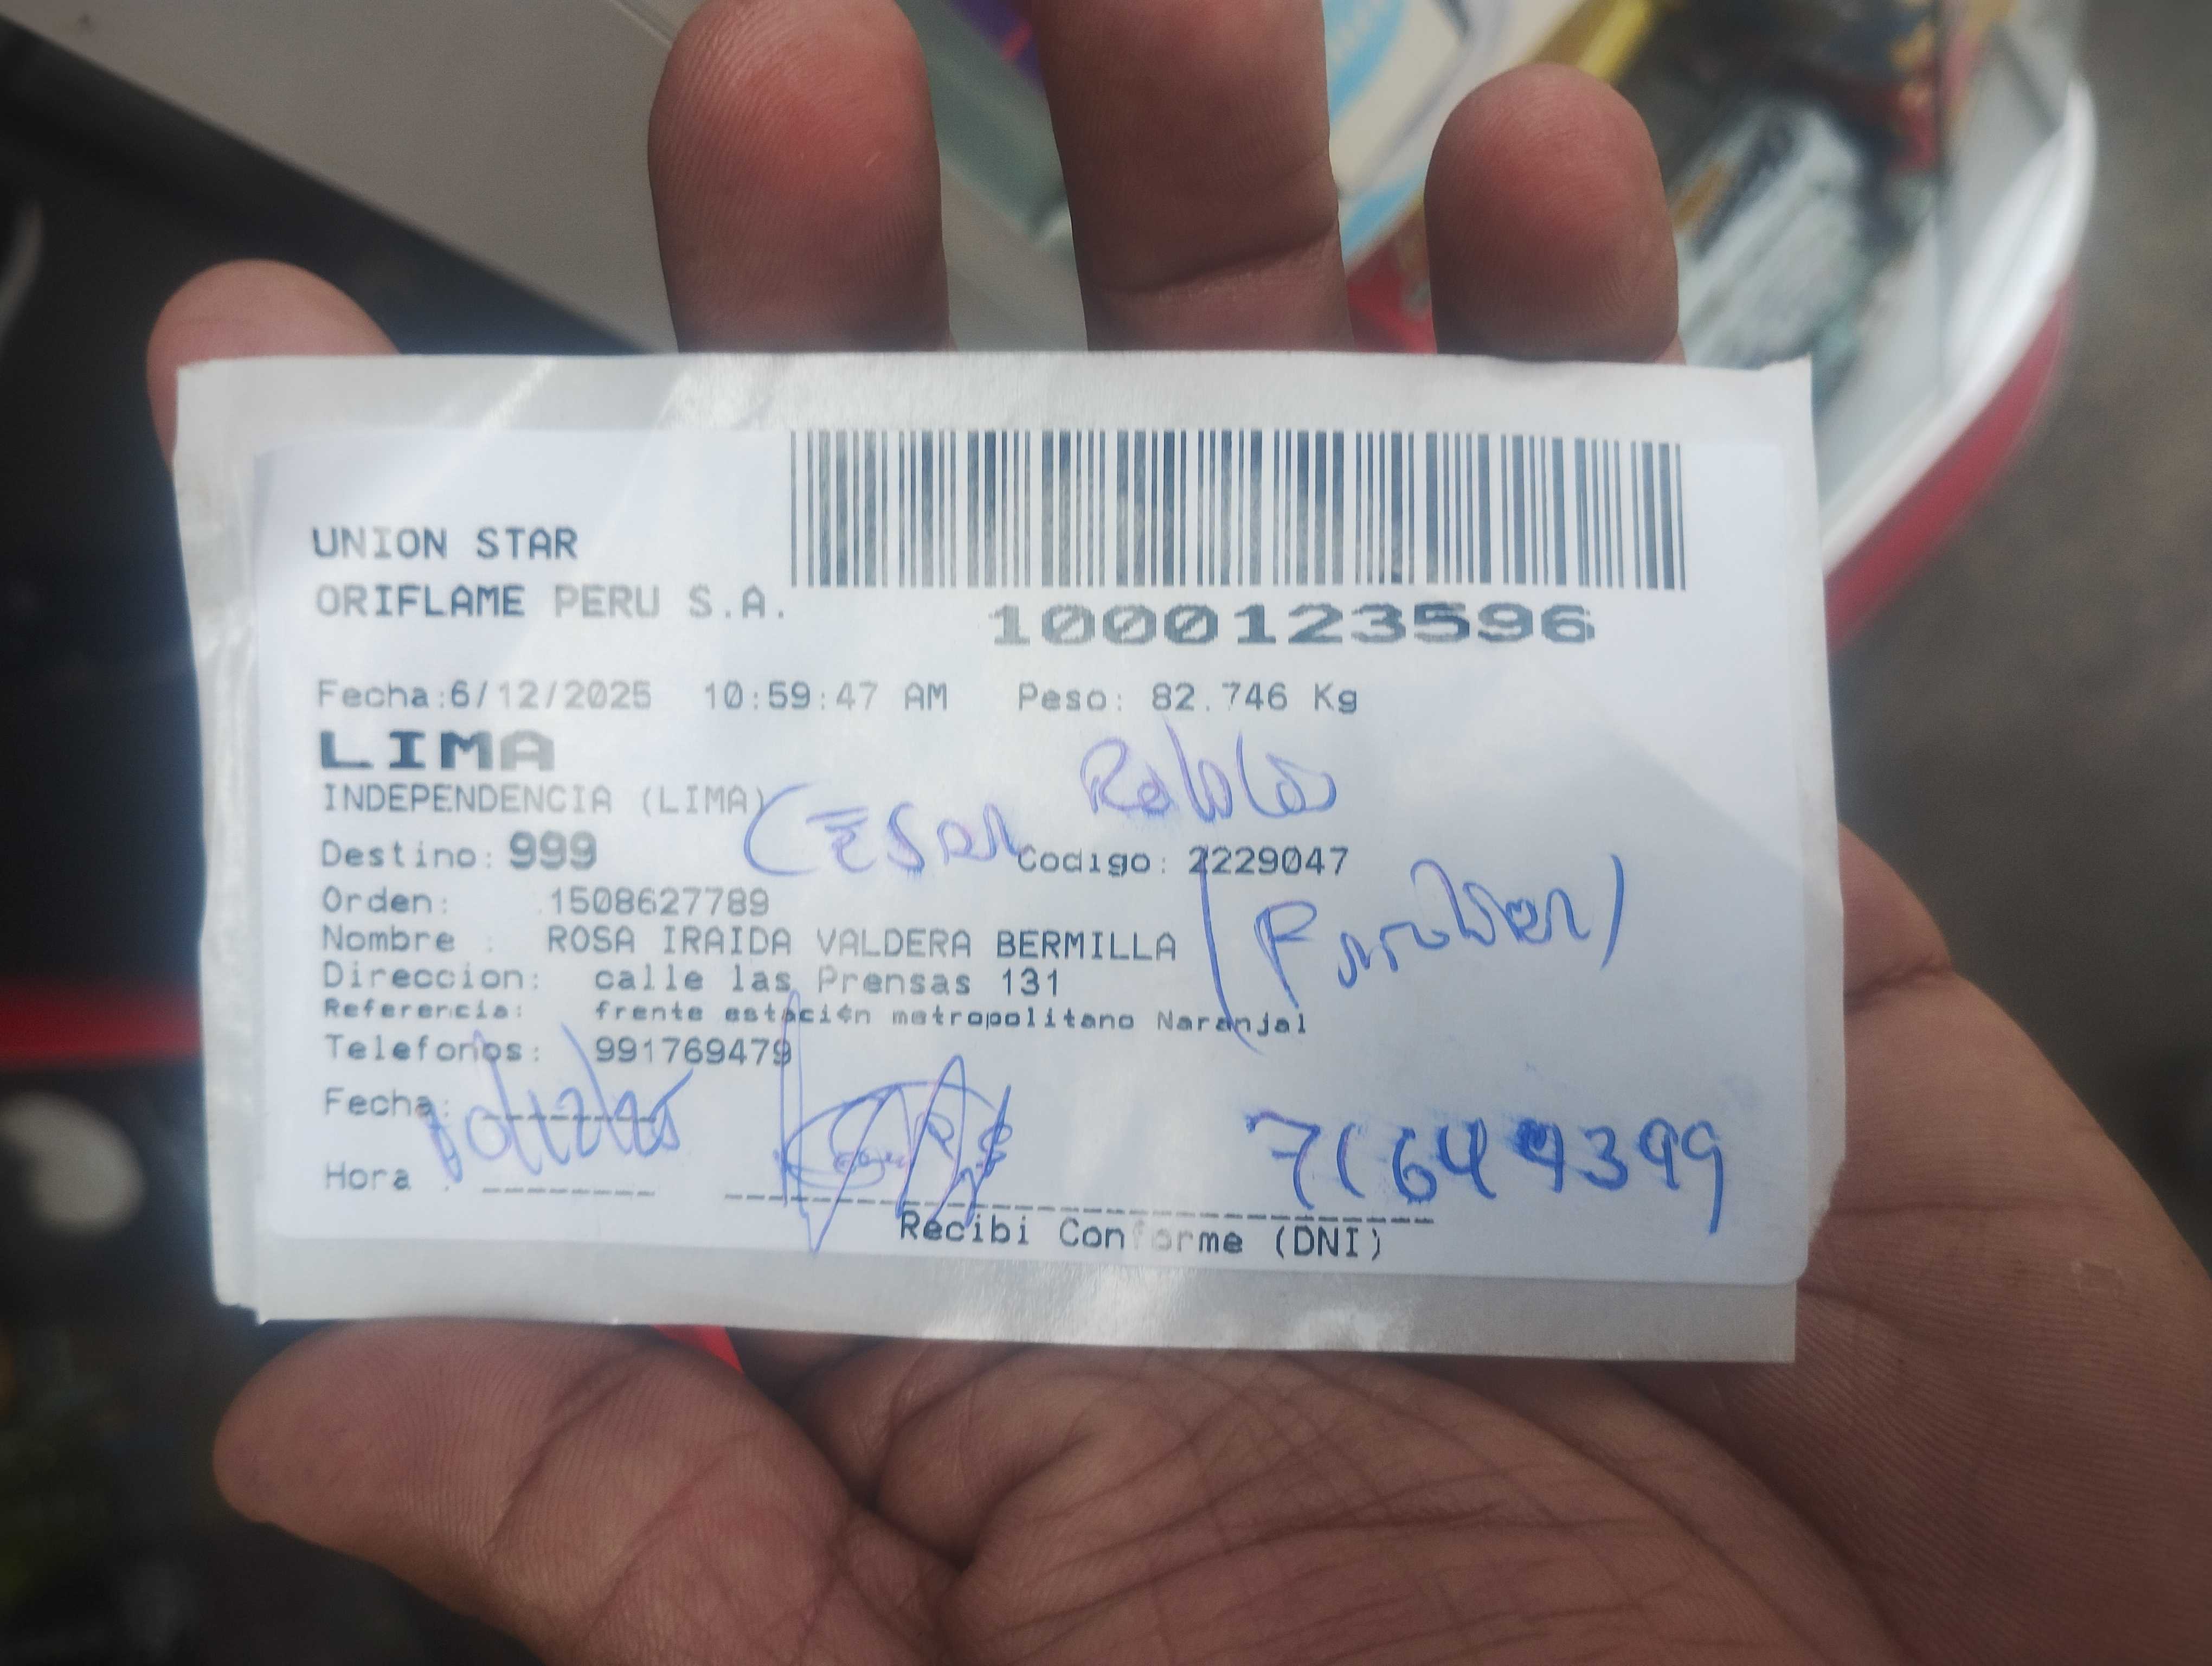 UNION STAR
ORIFLAME PERU S.A.
1000123596
Fecha:6/12/2025 10:59:47 AM Peso: 82.746 Kg
LIMA
INDEPENDENCIA (LIMA)
CESAR Robles
Destino: 999 Codigo: 2229047
Orden: 1508627789
Nombre : ROSA IRAIDA VALDERA BERMILLA
Direccion: calle las Prensas 131
Referencia: frente estación metropolitano Naranjal
Telefonos: 991769479
Fecha:
Hora :
71649399
Recibi Conforme (DNI)